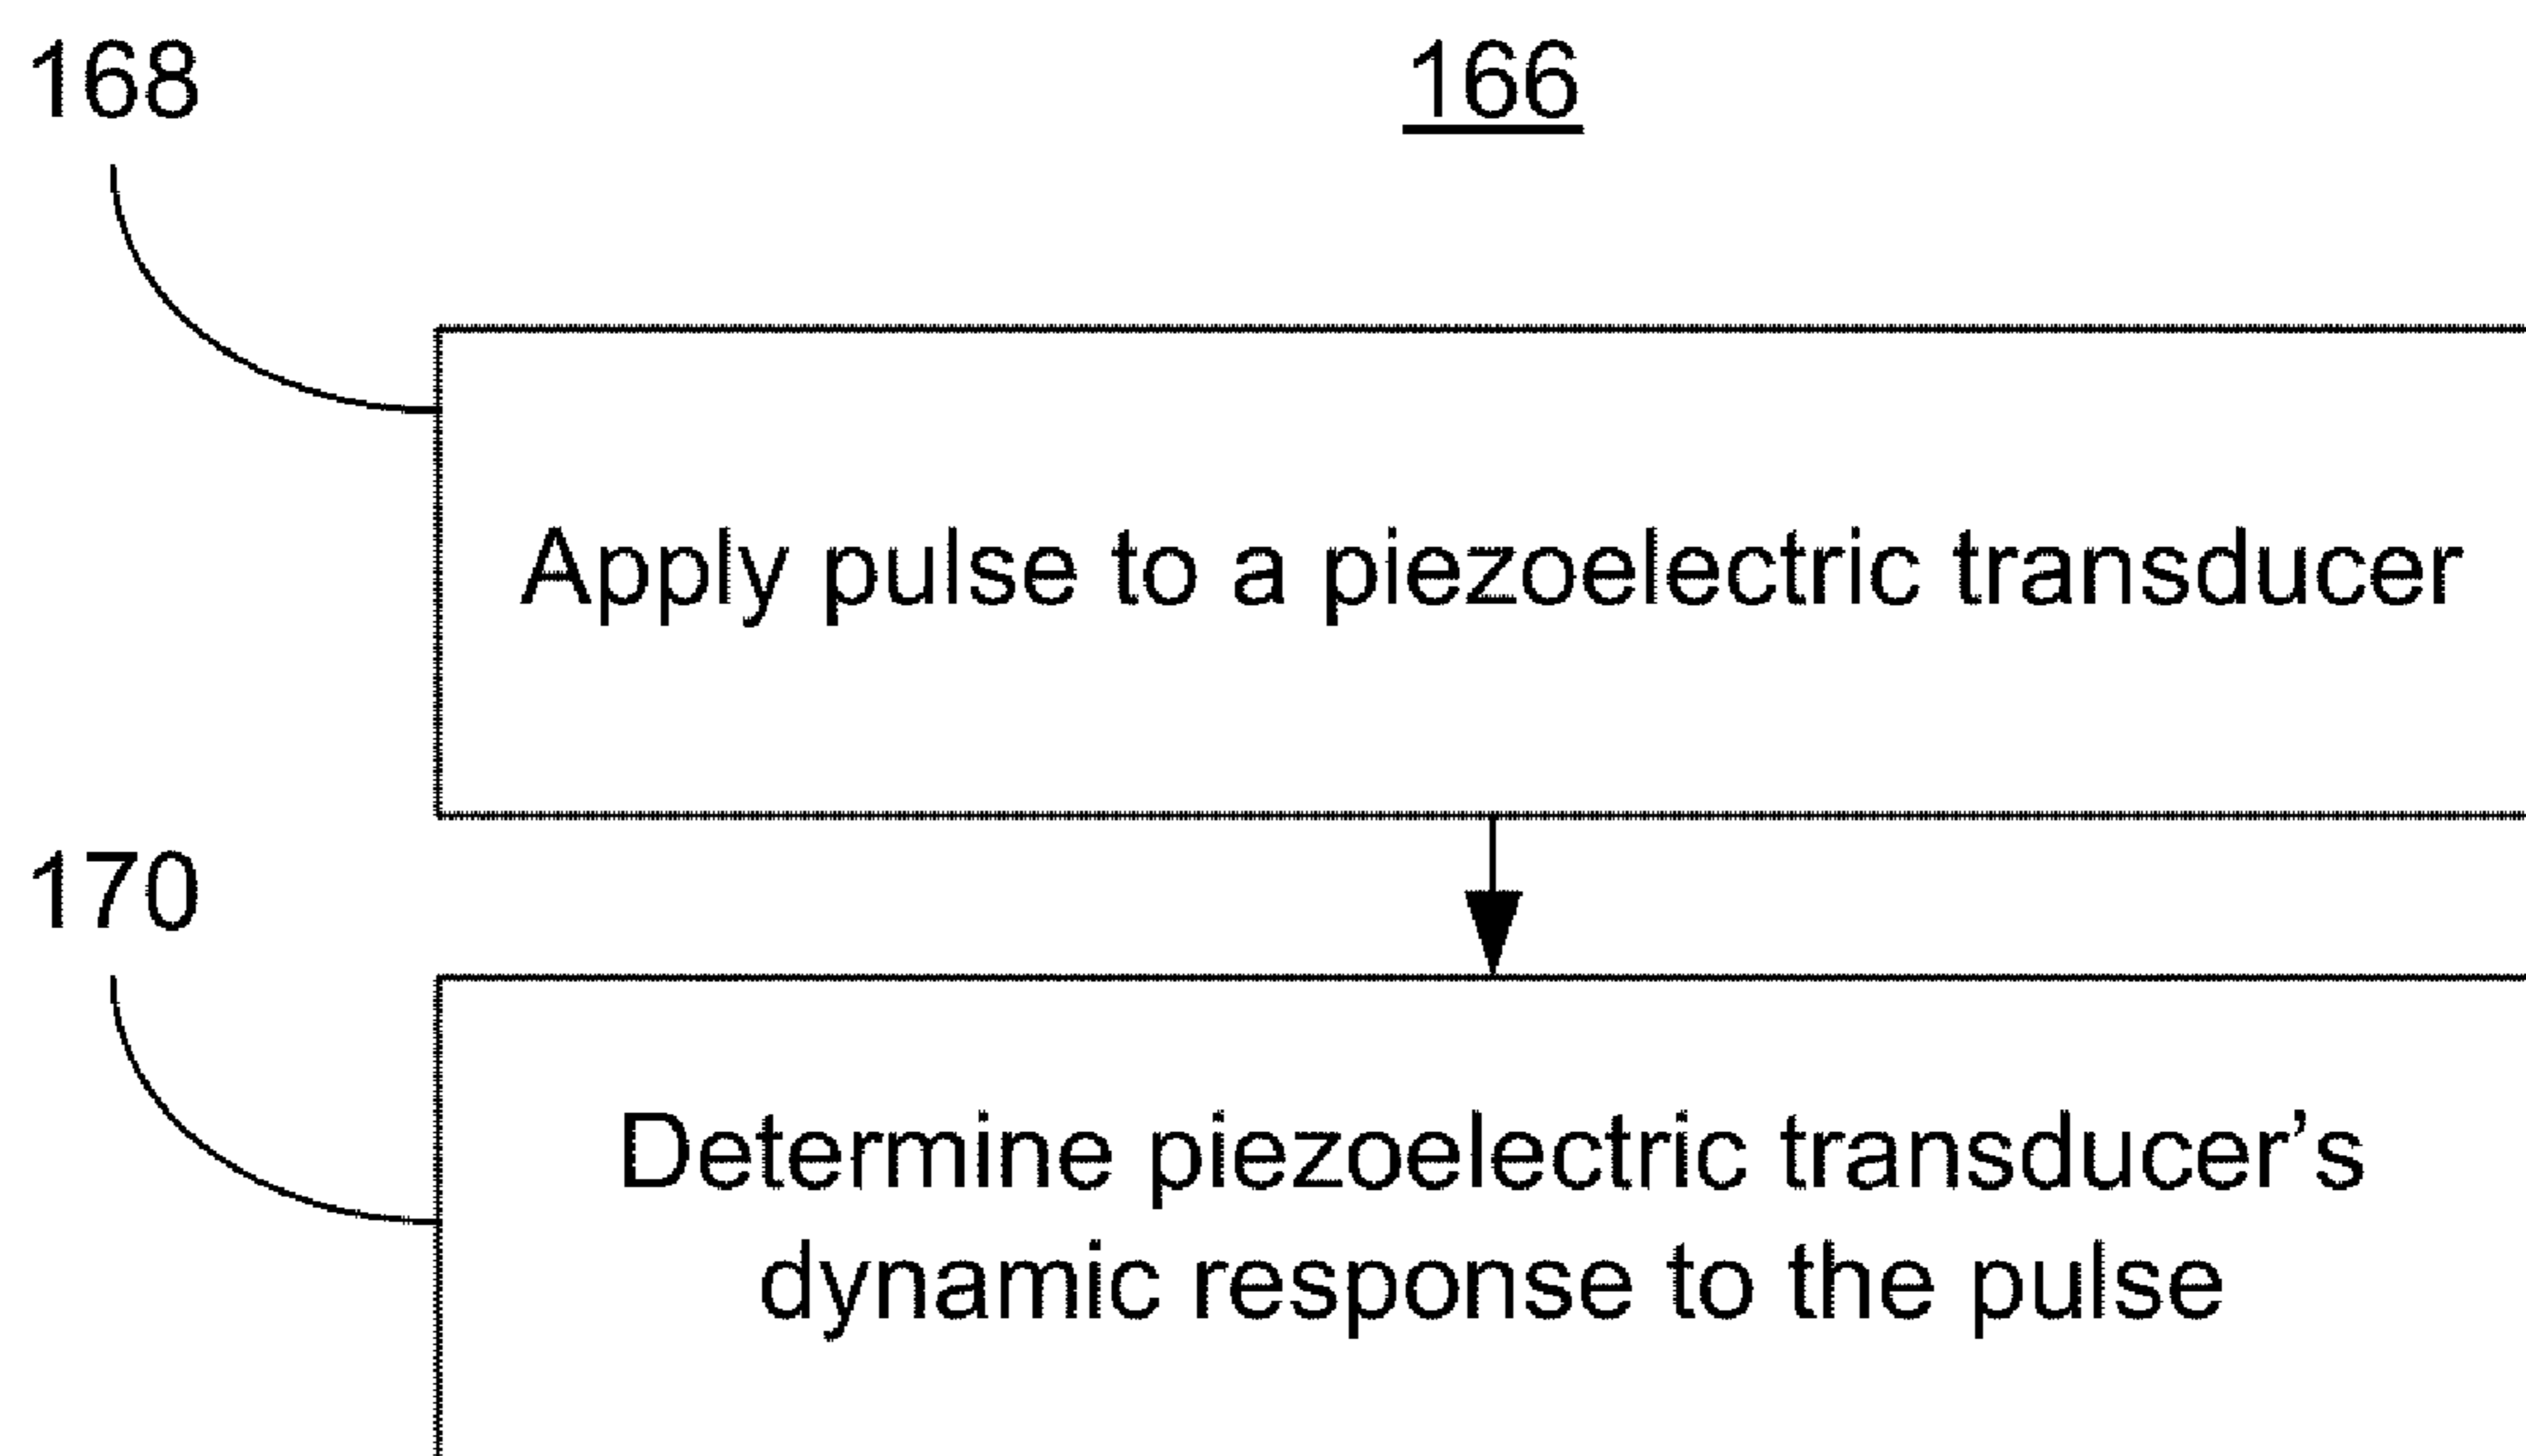 168
166
Apply pulse to a piezoelectric transducer
170
Determine piezoelectric transducer’s
dynamic response to the pulse